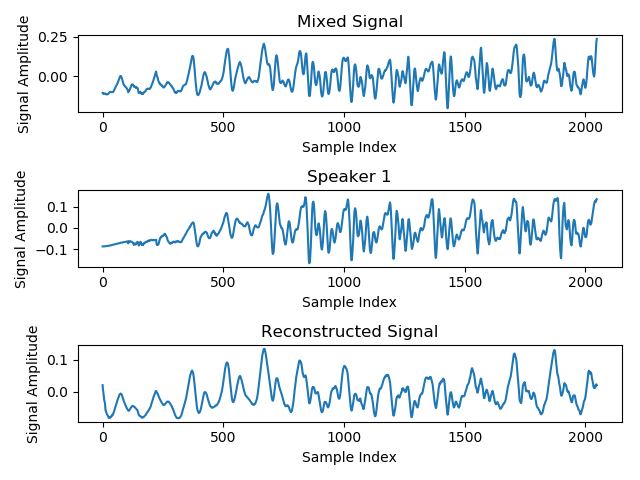 Mixed Signal
Signal Amplitude
0.25
0.00
0 500 1000 1500 2000
Sample Index
Speaker 1
Signal Amplitude
0.1
0.0
−0.1
0 500 1000 1500 2000
Sample Index
Reconstructed Signal
Signal Amplitude
0.1
0.0
0 500 1000 1500 2000
Sample Index